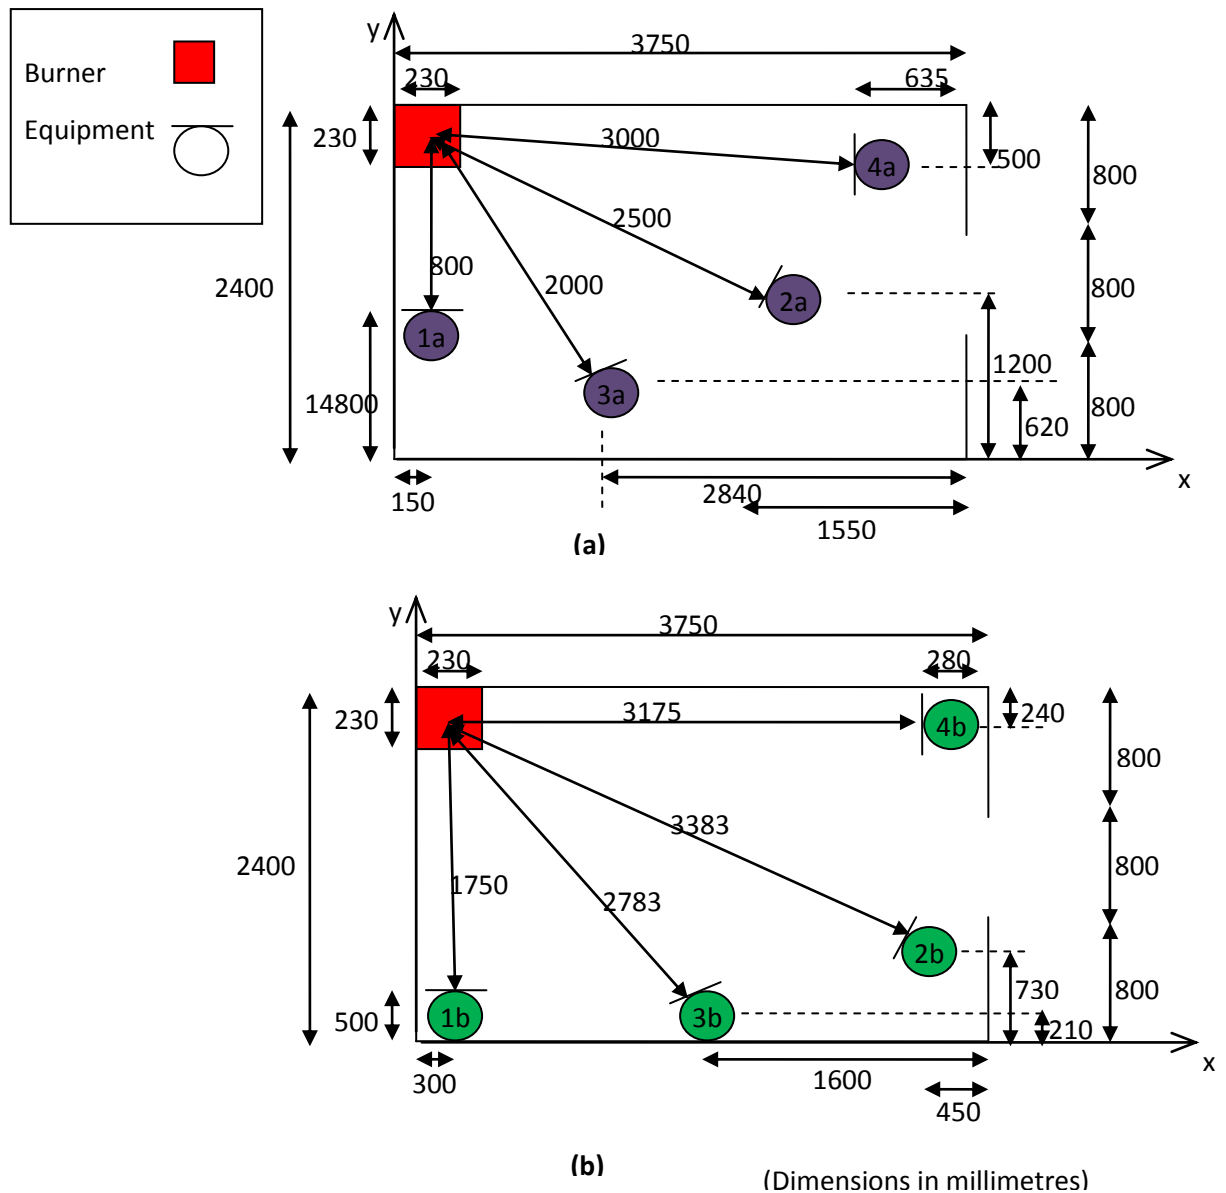 Burner
Equipment
y
3750
230
635
230
3000
4a
500
800
2500
800
2000
2400
2a
800
1a
1200
14800
3a
620
800
x
150
2840
1550
(a)
y
3750
230
280
230
3175
4b
240
800
3383
2400
1750
2783
800
2b
730
800
500
1b
3b
210
x
300
1600
450
(b)
(Dimensions in millimetres)